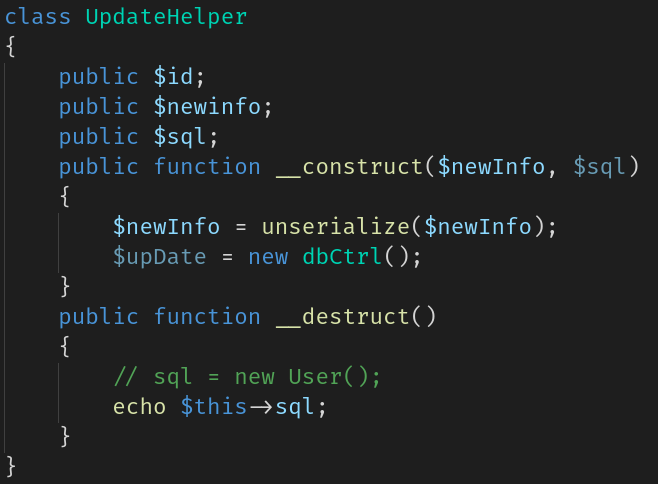 class UpdateHelper
{
    public $id;
    public $newinfo;
    public $sql;
    public function __construct($newInfo, $sql)
    {
        $newInfo = unserialize($newInfo);
        $upDate = new dbCtrl();
    }
    public function __destruct()
    {
        // sql = new User();
        echo $this->sql;
    }
}